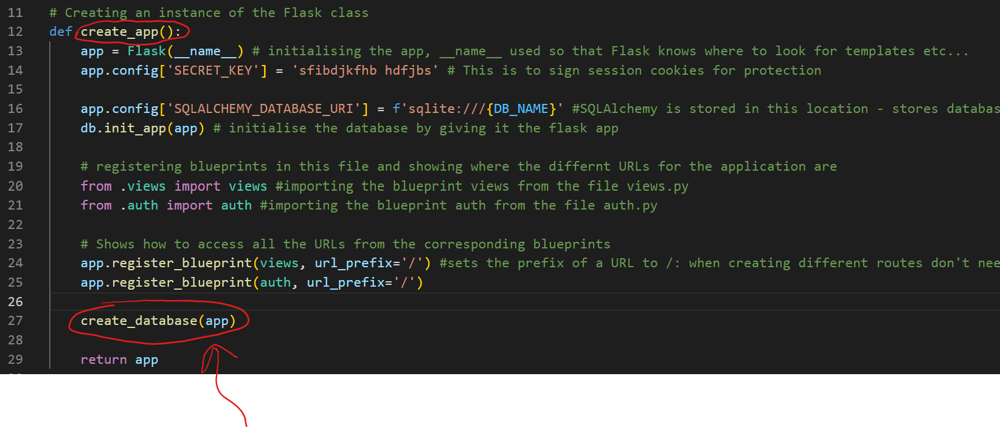 11 # Creating an instance of the Flask class
12 def create_app():
13 app = Flask(__name__) # initialising the app, __name__ used so that Flask knows where to look for templates etc...
14 app.config['SECRET_KEY'] = 'sfibdjkfhb hdfjbs' # This is to sign session cookies for protection
15
16 app.config['SQLALCHEMY_DATABASE_URI'] = f'sqlite:///{DB_NAME}' #SQLAlchemy is stored in this location - stores databas
17 db.init_app(app) # initialise the database by giving it the flask app
18
19 # registering blueprints in this file and showing where the differnt URLs for the application are
20 from .views import views #importing the blueprint views from the file views.py
21 from .auth import auth #importing the blueprint auth from the file auth.py
22
23 # Shows how to access all the URLs from the corresponding blueprints
24 app.register_blueprint(views, url_prefix='/') #sets the prefix of a URL to /: when creating different routes don't nee
25 app.register_blueprint(auth, url_prefix='/')
26
27 create_database(app)
28
29 return app